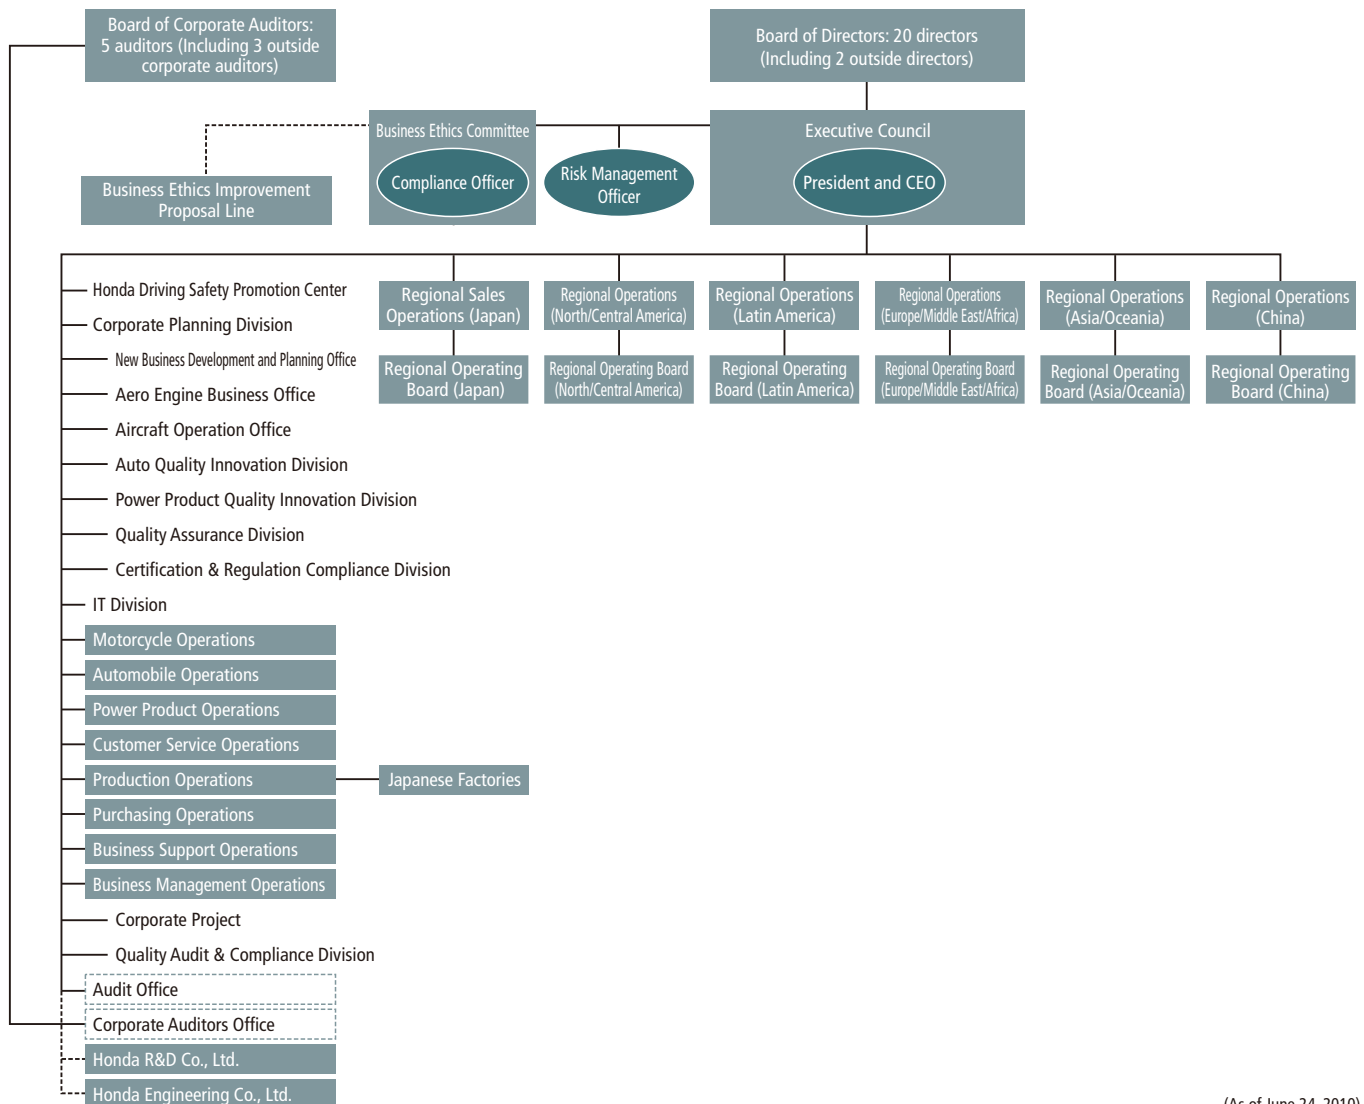 Board of Corporate Auditors:
5 auditors (Including 3 outside
corporate auditors)
Board of Directors: 20 directors
(Including 2 outside directors)
Business Ethics Committee
Compliance Officer
Risk Management
Officer
Executive Council
President and CEO
Business Ethics Improvement
Proposal Line
Regional Sales
Operations (Japan)
Regional Operations
(North/Central America)
Regional Operations
(Latin America)
Regional Operations
(Europe/Middle East/Africa)
Regional Operations
(Asia/Oceania)
Regional Operations
(China)
Regional Operating
Board (Japan)
Regional Operating Board
(North/Central America)
Regional Operating
Board (Latin America)
Regional Operating Board
(Europe/Middle East/Africa)
Regional Operating
Board (Asia/Oceania)
Regional Operating
Board (China)
Honda Driving Safety Promotion Center
Corporate Planning Division
New Business Development and Planning Office
Aero Engine Business Office
Aircraft Operation Office
Auto Quality Innovation Division
Power Product Quality Innovation Division
Quality Assurance Division
Certification & Regulation Compliance Division
IT Division
Motorcycle Operations
Automobile Operations
Power Product Operations
Customer Service Operations
Production Operations
Japanese Factories
Purchasing Operations
Business Support Operations
Business Management Operations
Corporate Project
Quality Audit & Compliance Division
Audit Office
Corporate Auditors Office
Honda R&D Co., Ltd.
Honda Engineering Co., Ltd.
(As of June 24, 2010)